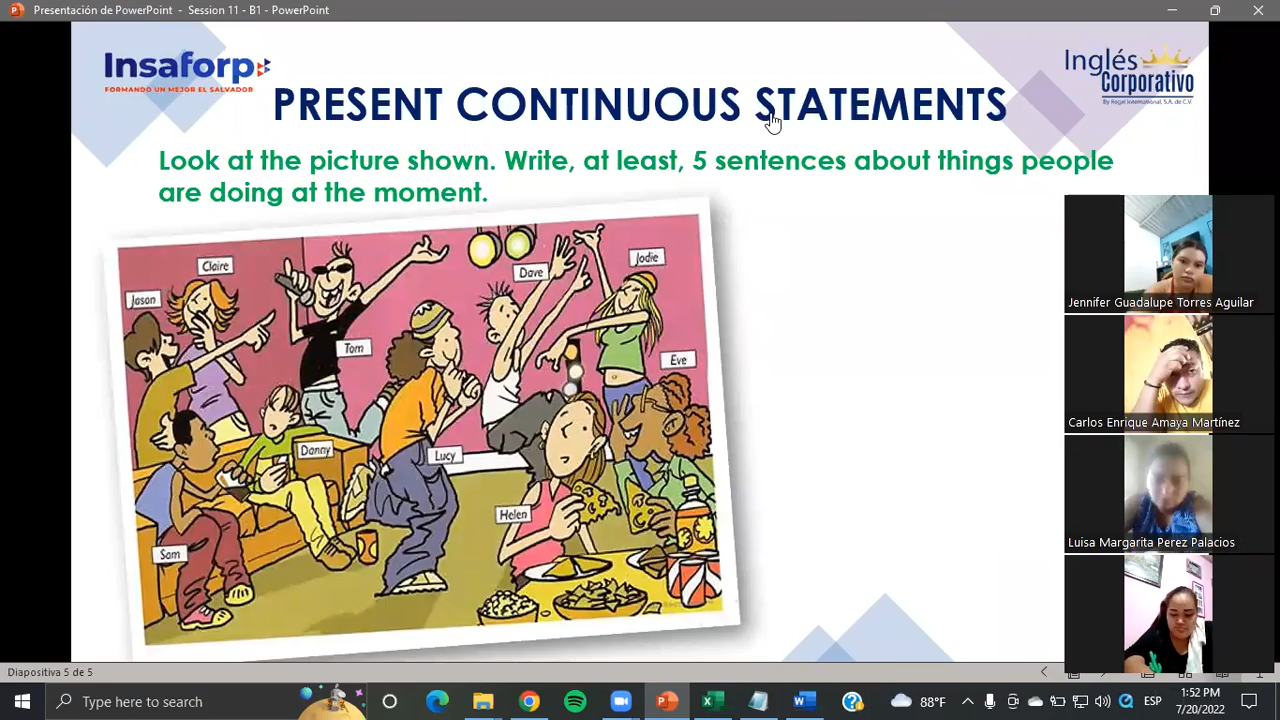 Presentación de PowerPoint - Session 11 - B1 - PowerPoint
Insaforp
FORMANDO UN MEJOR EL SALVADOR
Inglés
Corporativo
By Regal International, S.A. de C.V.
PRESENT CONTINUOUS STATEMENTS
Look at the picture shown. Write, at least, 5 sentences about things people
are doing at the moment.
Claire
Jason
Dave
Jodie
Tom
Eve
Danny
Lucy
Helen
Sam
Jennifer Guadalupe Torres Aguilar
Carlos Enrique Amaya Martínez
Luisa Margarita Perez Palacios
Diapositiva 5 de 5
Type here to search
88°F
ESP
1:52 PM
7/20/2022